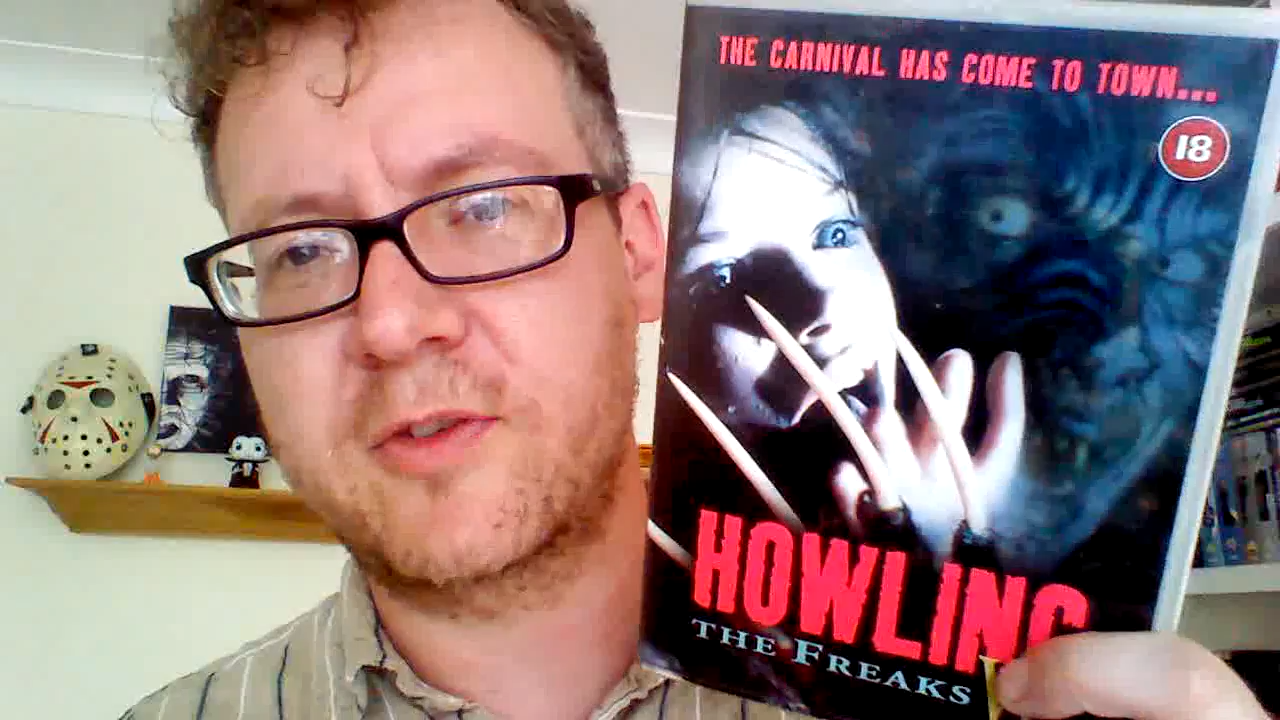 THE CARNIVAL HAS COME TO TOWN...
18
HOWLING
THE FREAKS